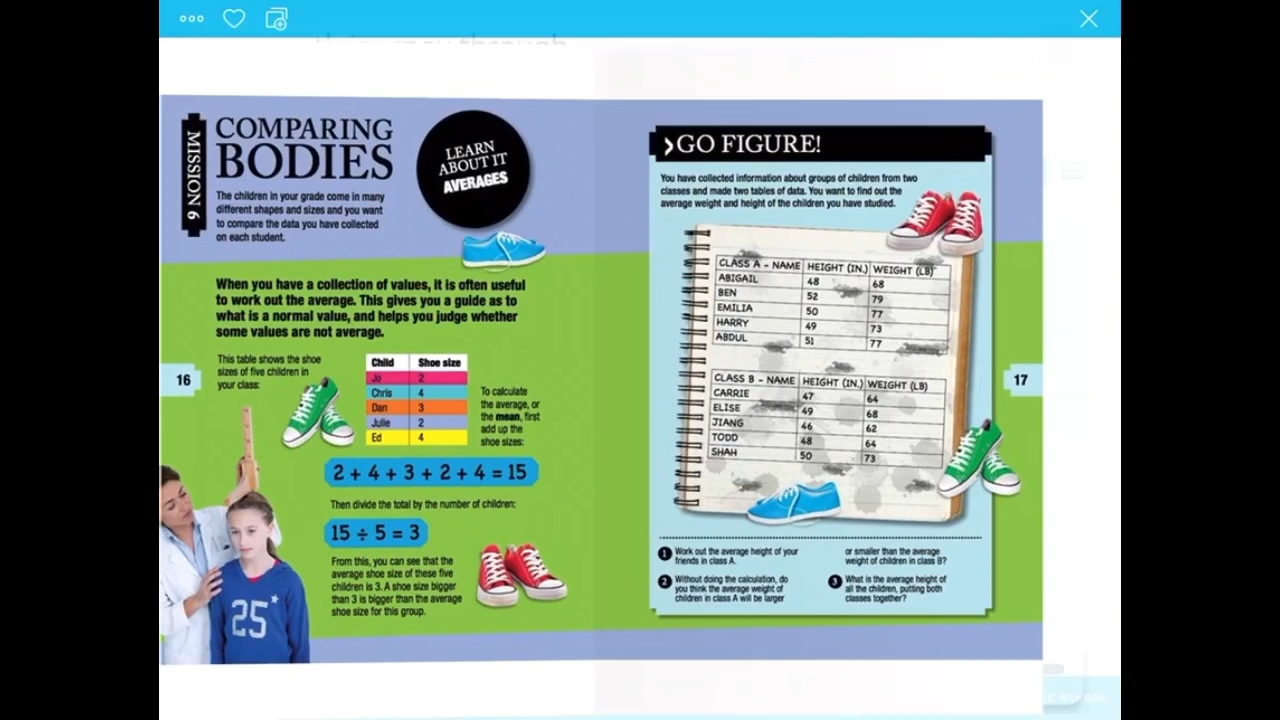 MISSION 6
COMPARING
BODIES
The children in your grade come in many
different shapes and sizes and you want
to compare the data you have collected
on each student.
LEARN
ABOUT IT
AVERAGES
When you have a collection of values, it is often useful
to work out the average. This gives you a guide as to
what is a normal value, and helps you judge whether
some values are not average.
This table shows the shoe
sizes of five children in
your class:
Child Shoe size
Jo 2
Chris 4
Dan 3
Julie 2
Ed 4
To calculate
the average, or
the mean, first
add up the
shoe sizes:
2 + 4 + 3 + 2 + 4 = 15
Then divide the total by the number of children:
15 ÷ 5 = 3
From this, you can see that the
average shoe size of these five
children is 3. A shoe size bigger
than 3 is bigger than the average
shoe size for this group.
25
16
GO FIGURE!
You have collected information about groups of children from two
classes and made two tables of data. You want to find out the
average weight and height of the children you have studied.
CLASS A - NAME HEIGHT (IN.) WEIGHT (LB)
ABIGAIL 48 68
BEN 52 79
EMILIA 50 77
HARRY 49 73
ABDUL 51 77
CLASS B - NAME HEIGHT (IN.) WEIGHT (LB)
CARRIE 47 64
ELISE 49 68
JIANG 46 62
TODD 48 64
SHAH 50 73
1 Work out the average height of your
friends in class A.
2 Without doing the calculation, do
you think the average weight of
children in class A will be larger
or smaller than the average
weight of children in class B?
3 What is the average height of
all the children, putting both
classes together?
17